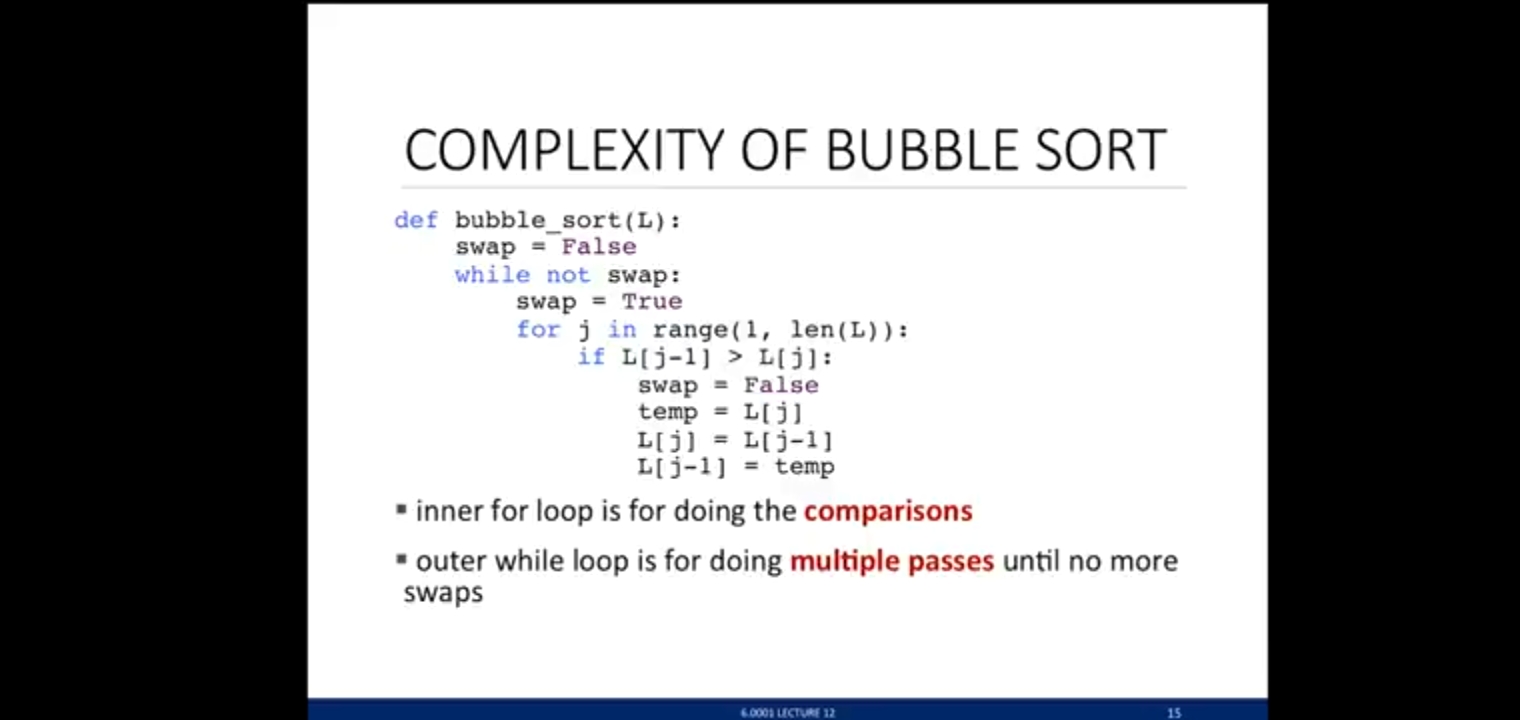 COMPLEXITY OF BUBBLE SORT
def bubble_sort(L):
    swap = False
    while not swap:
        swap = True
        for j in range(1, len(L)):
            if L[j-1] > L[j]:
                swap = False
                temp = L[j]
                L[j] = L[j-1]
                L[j-1] = temp
▪ inner for loop is for doing the comparisons
▪ outer while loop is for doing multiple passes until no more
swaps
6.0001 LECTURE 12
15